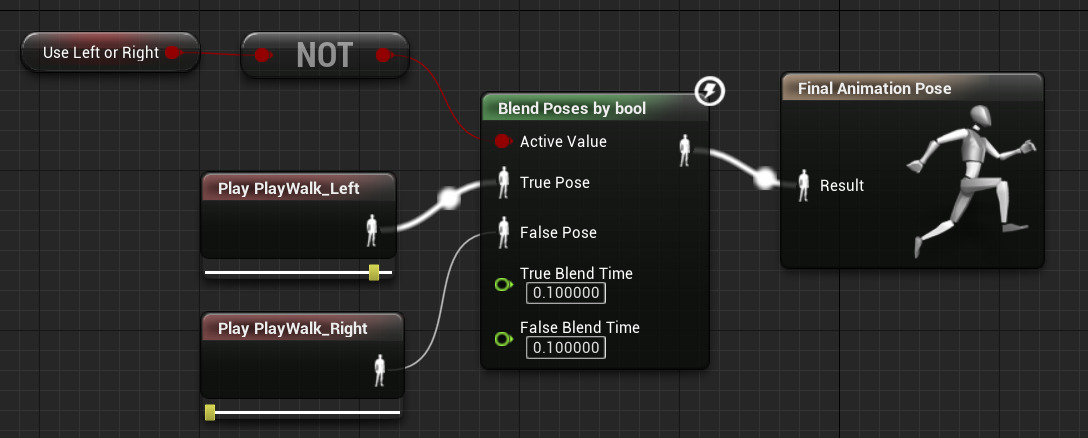 Use Left or Right
NOT
Blend Poses by bool
Active Value
True Pose
False Pose
True Blend Time
0.100000
False Blend Time
0.100000
Play PlayWalk_Left
Play PlayWalk_Right
Final Animation Pose
Result